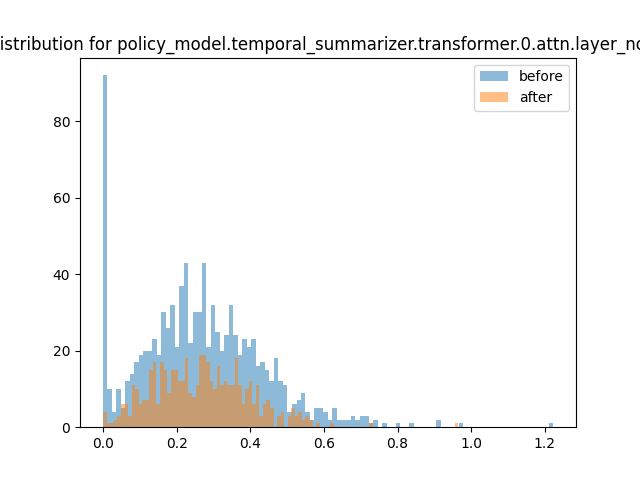 istribution for policy_model.temporal_summarizer.transformer.0.attn.layer_no
before
after
80
60
40
20
0
0.0 0.2 0.4 0.6 0.8 1.0 1.2